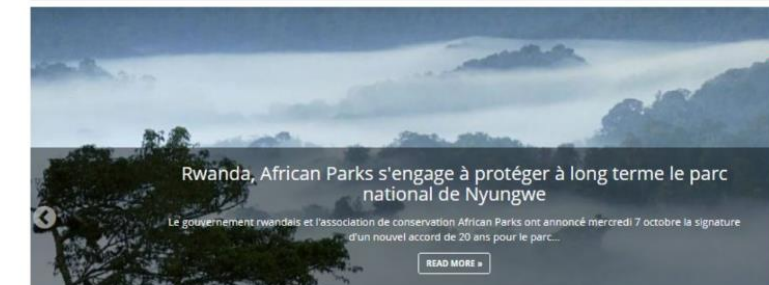 Rwanda, African Parks s'engage à protéger à long terme le parc
national de Nyungwe
Le gouvernement rwandais et l'association de conservation African Parks ont annoncé mercredi 7 octobre la signature
d'un nouvel accord de 20 ans pour le parc...
READ MORE »